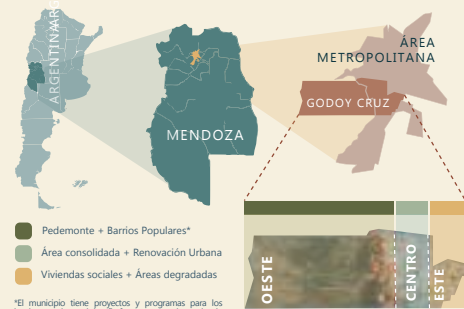 ARGENTINA
ARG
MENDOZA
ÁREA
METROPOLITANA
GODOY CRUZ
Pedemonte + Barrios Populares*
Área consolidada + Renovación Urbana
Viviendas sociales + Áreas degradadas
*El municipio tiene proyectos y programas para los
OESTE
CENTRO
ESTE